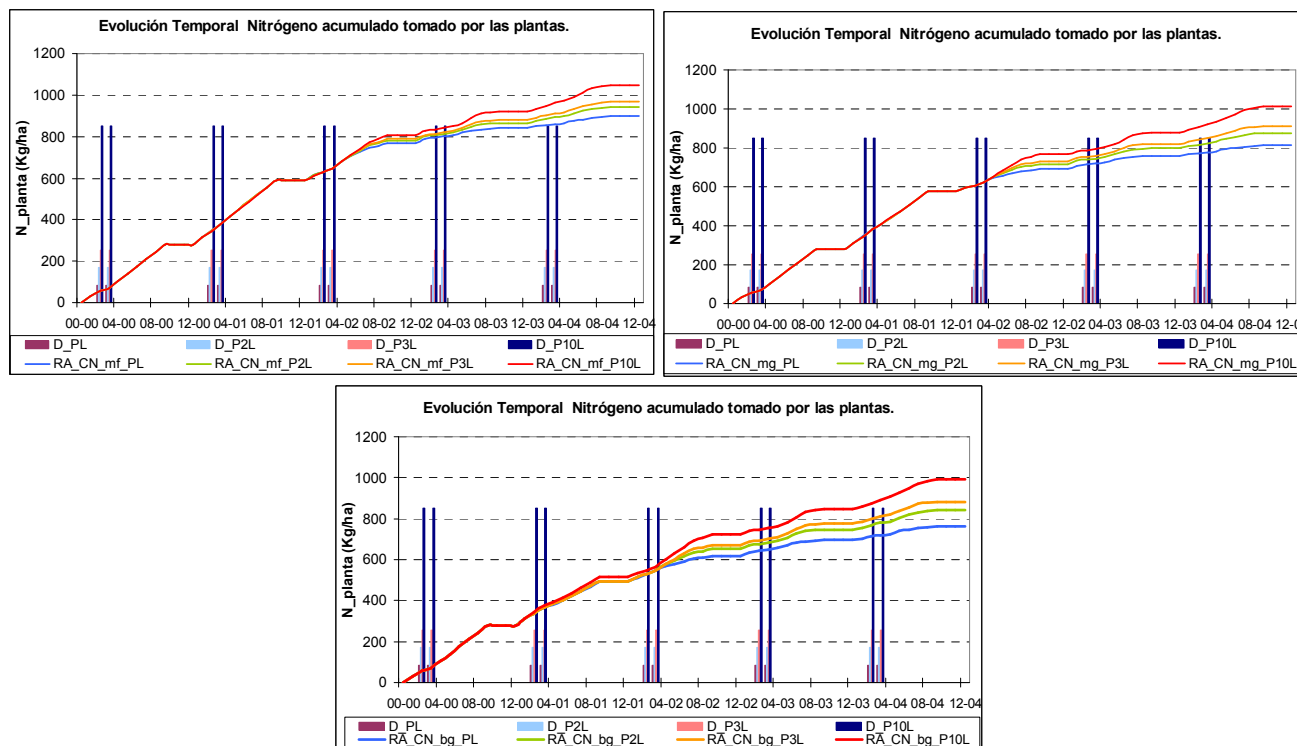 Evolución Temporal Nitrógeno acumulado tomado por las plantas.
N_planta (Kg/ha)
1200
1000
800
600
400
200
0
00-00 04-00 08-00 12-00 04-01 08-01 12-01 04-02 08-02 12-02 04-03 08-03 12-03 04-04 08-04 12-04
D_PL D_P2L D_P3L D_P10L
RA_CN_mf_PL RA_CN_mf_P2L RA_CN_mf_P3L RA_CN_mf_P10L
Evolución Temporal Nitrógeno acumulado tomado por las plantas.
N_planta (Kg/ha)
1200
1000
800
600
400
200
0
00-00 04-00 08-00 12-00 04-01 08-01 12-01 04-02 08-02 12-02 04-03 08-03 12-03 04-04 08-04 12-04
D_PL D_P2L D_P3L D_P10L
RA_CN_mg_PL RA_CN_mg_P2L RA_CN_mg_P3L RA_CN_mg_P10L
Evolución Temporal Nitrógeno acumulado tomado por las plantas.
N_planta (Kg/ha)
1200
1000
800
600
400
200
0
00-00 04-00 08-00 12-00 04-01 08-01 12-01 04-02 08-02 12-02 04-03 08-03 12-03 04-04 08-04 12-04
D_PL D_P2L D_P3L D_P10L
RA_CN_bg_PL RA_CN_bg_P2L RA_CN_bg_P3L RA_CN_bg_P10L